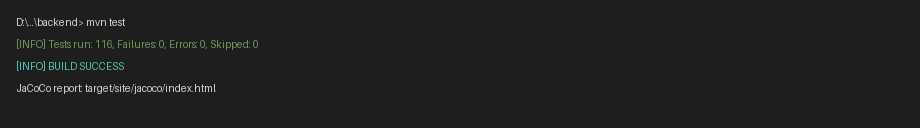 D:\...\backend> mvn test
[INFO] Tests run: 116, Failures: 0, Errors: 0, Skipped: 0
[INFO] BUILD SUCCESS
JaCoCo report: target/site/jacoco/index.html